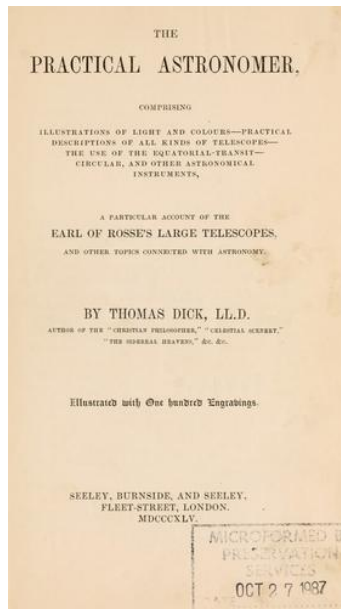 THE
PRACTICAL ASTRONOMER,
COMPRISING
ILLUSTRATIONS OF LIGHT AND COLOURS—PRACTICAL
DESCRIPTIONS OF ALL KINDS OF TELESCOPES—
THE USE OF THE EQUATORIAL-TRANSIT—
CIRCULAR, AND OTHER ASTRONOMICAL
INSTRUMENTS,
A PARTICULAR ACCOUNT OF THE
EARL OF ROSSE'S LARGE TELESCOPES,
AND OTHER TOPICS CONNECTED WITH ASTRONOMY.
BY THOMAS DICK, LL.D.
AUTHOR OF THE "CHRISTIAN PHILOSOPHER," "CELESTIAL SCENERY,"
"THE SIDEREAL HEAVENS," &c. &c.
Illustrated with One hundred Engravings.
SEELEY, BURNSIDE, AND SEELEY,
FLEET-STREET, LONDON.
MDCCCXLV.
MICROFORMED
PRESERVATION
SERVICES
OCT 27 1987